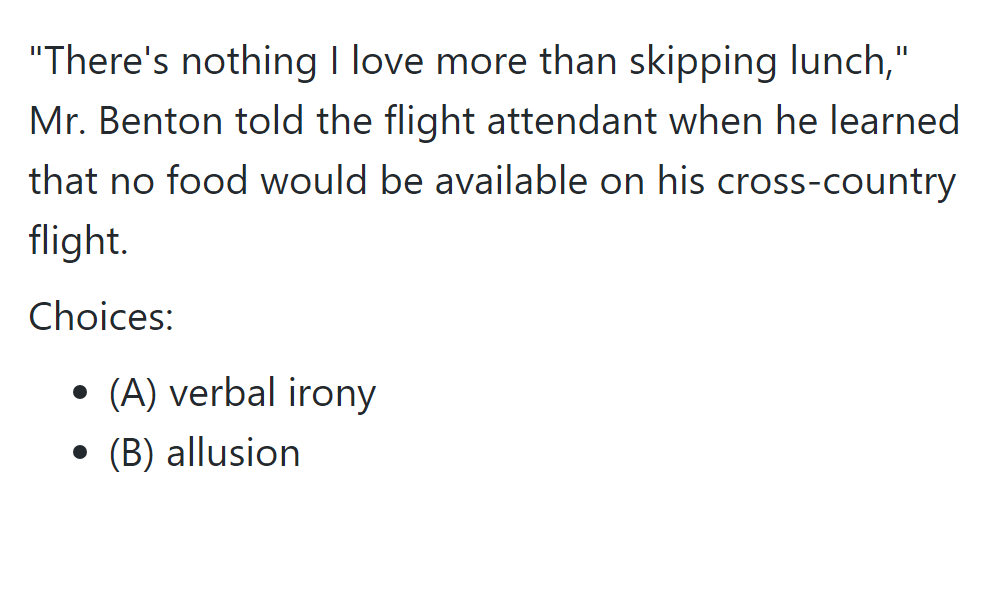 "There's nothing I love more than skipping lunch,"
Mr. Benton told the flight attendant when he learned
that no food would be available on his cross-country
flight.
Choices:
• (A) verbal irony
• (B) allusion